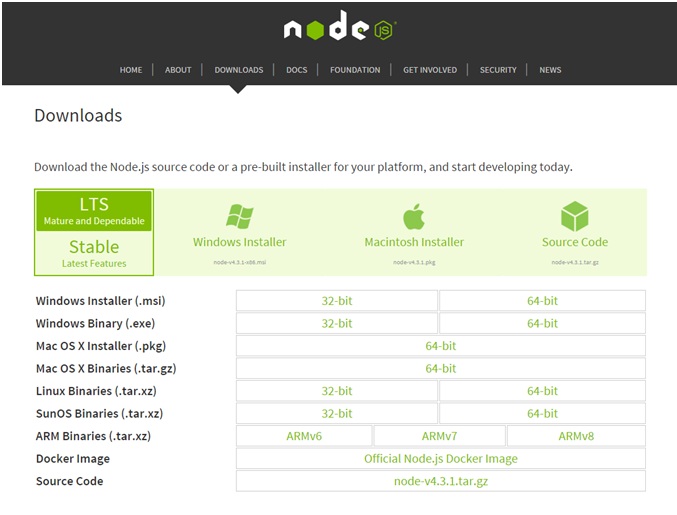 node JS
HOME ABOUT DOWNLOADS DOCS FOUNDATION GET INVOLVED SECURITY NEWS
Downloads
Download the Node.js source code or a pre-built installer for your platform, and start developing today.
LTS
Mature and Dependable
Stable
Latest Features
Windows Installer
node-v4.3.1-x86.msi
Macintosh Installer
node-v4.3.1.pkg
Source Code
node-v4.3.1.tar.gz
Windows Installer (.msi) 32-bit 64-bit
Windows Binary (.exe) 32-bit 64-bit
Mac OS X Installer (.pkg) 64-bit
Mac OS X Binaries (.tar.gz) 64-bit
Linux Binaries (.tar.xz) 32-bit 64-bit
SunOS Binaries (.tar.xz) 32-bit 64-bit
ARM Binaries (.tar.xz) ARMv6 ARMv7 ARMv8
Docker Image Official Node.js Docker Image
Source Code node-v4.3.1.tar.gz